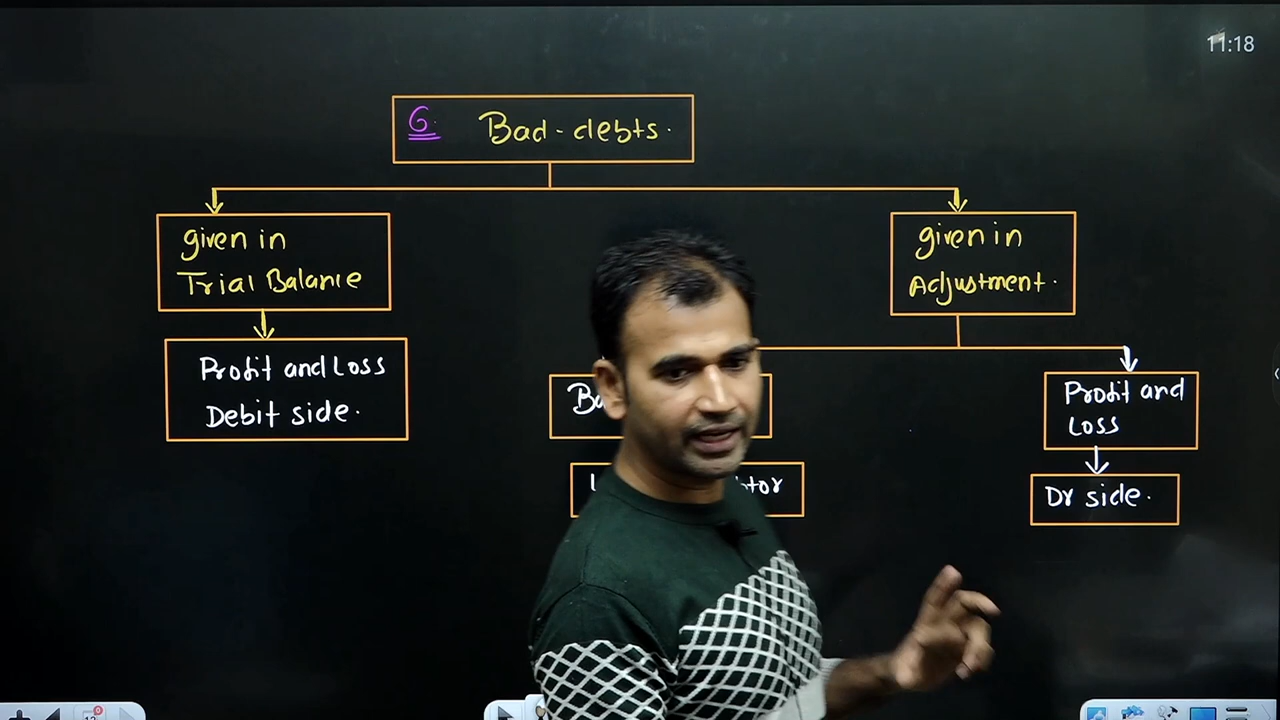 11:18
6. Bad-debts.
given in
Trial Balance
given in
Adjustment.
Profit and Loss
Debit side.
Profit and
Loss
Dr side.